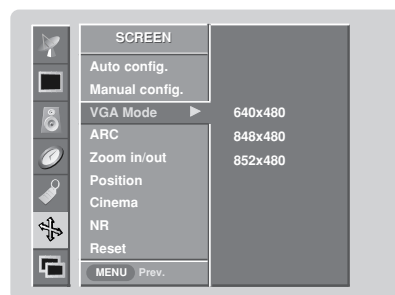 SCREEN
Auto config.
Manual config.
VGA Mode
ARC
Zoom in/out
Position
Cinema
NR
Reset
MENU Prev.
640x480
848x480
852x480